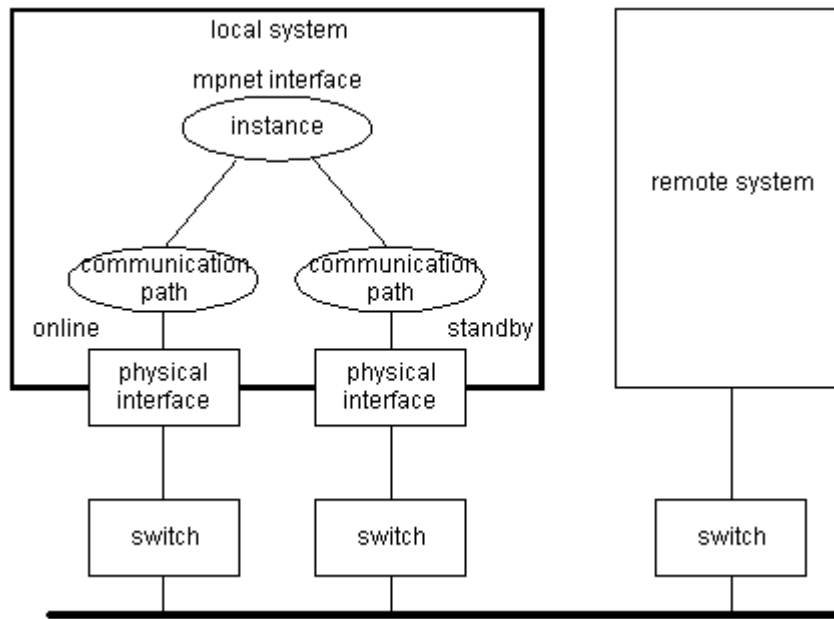 local system
mpnet interface
instance
remote system
communication
path
communication
path
online
standby
physical
interface
physical
interface
switch
switch
switch